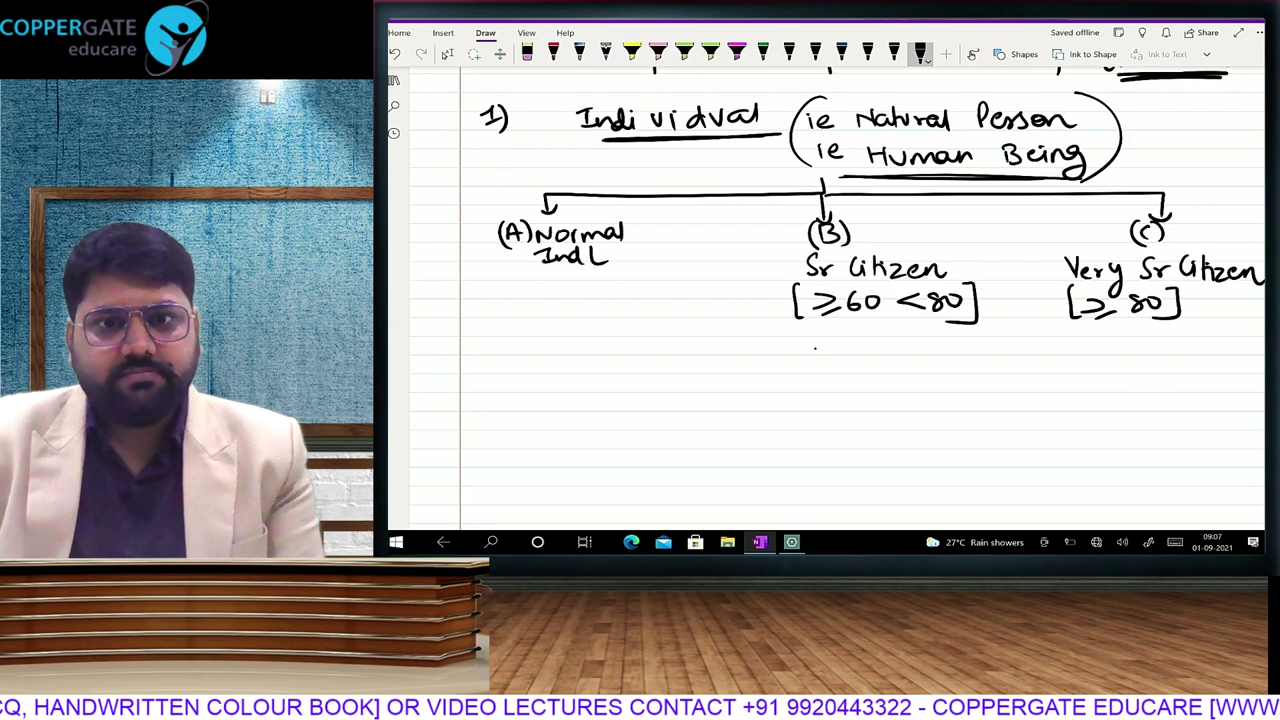 COPPERGATE
educare
Home Insert Draw View Help
Saved offline
Share
Shapes
Ink to Shape
Ink to Text
1) Individual (ie Natural Person
ie Human Being)
(A) Normal
Indl
(B)
Sr Citizen
[≥60 <80]
(C)
Very Sr Citizen
[≥ 80]
27°C Rain showers
09:07
01-09-2021
CQ, HANDWRITTEN COLOUR BOOK] OR VIDEO LECTURES CONTACT +91 9920443322 - COPPERGATE EDUCARE [WWW